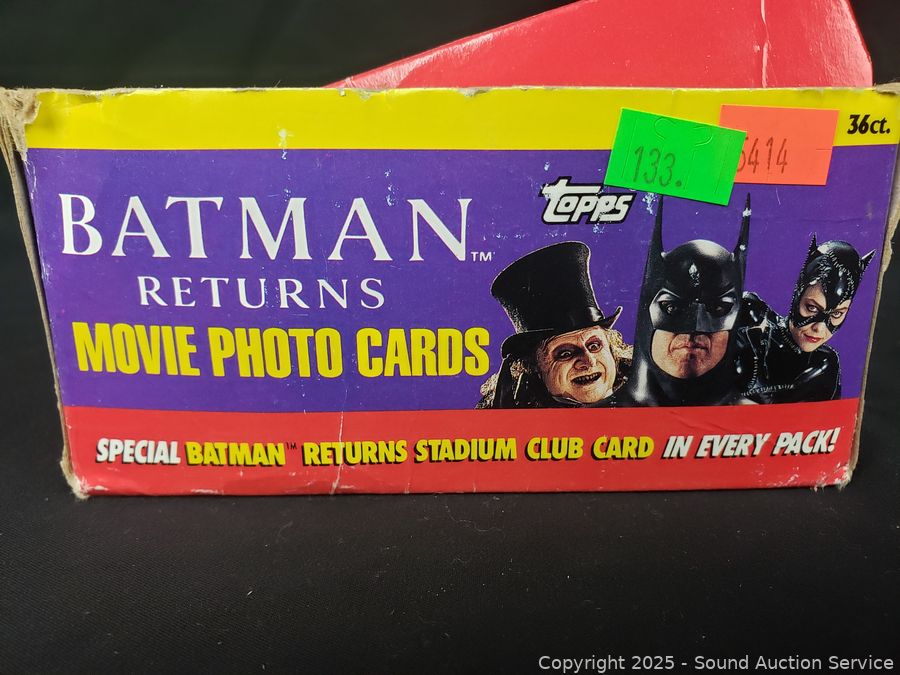 36ct.
133.
5414
topps
BATMAN™
RETURNS
MOVIE PHOTO CARDS
SPECIAL BATMAN™ RETURNS STADIUM CLUB CARD IN EVERY PACK!
Copyright © 2025 - Sound Auction Service